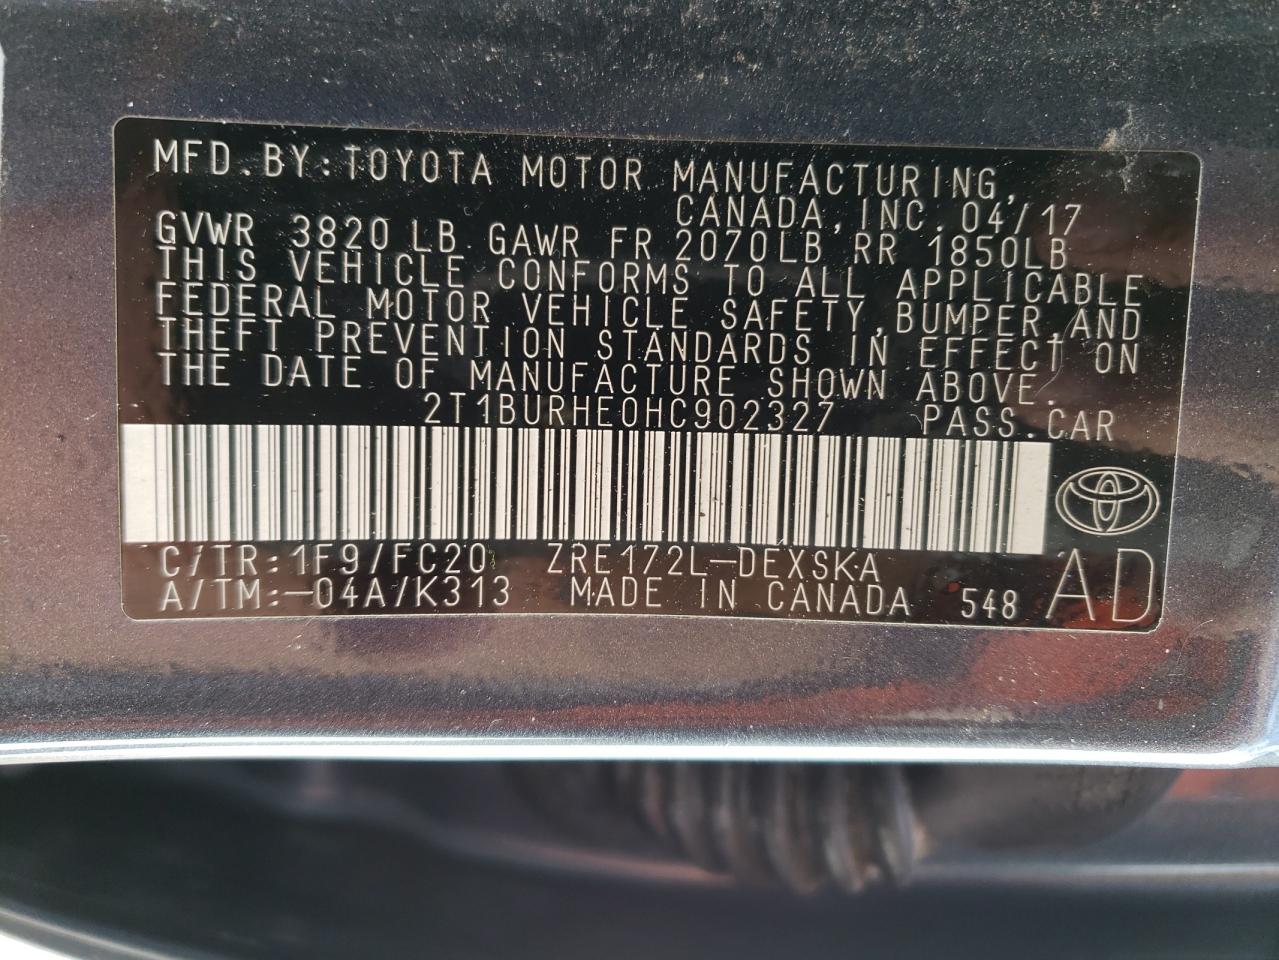 MFD.BY:TOYOTA MOTOR MANUFACTURING,
CANADA,INC.04/17
GVWR 3820 LB GAWR FR 2070LB RR 1850LB
THIS VEHICLE CONFORMS TO ALL APPLICABLE
FEDERAL MOTOR VEHICLE SAFETY,BUMPER,AND
THEFT PREVENTION STANDARDS IN EFFECT ON
THE DATE OF MANUFACTURE SHOWN ABOVE.
2T1BURHE0HC902327 PASS.CAR
C/TR:1F9/FC20 ZRE172L-DEXSKA
A/TM:-04A/K313 MADE IN CANADA 548 AD